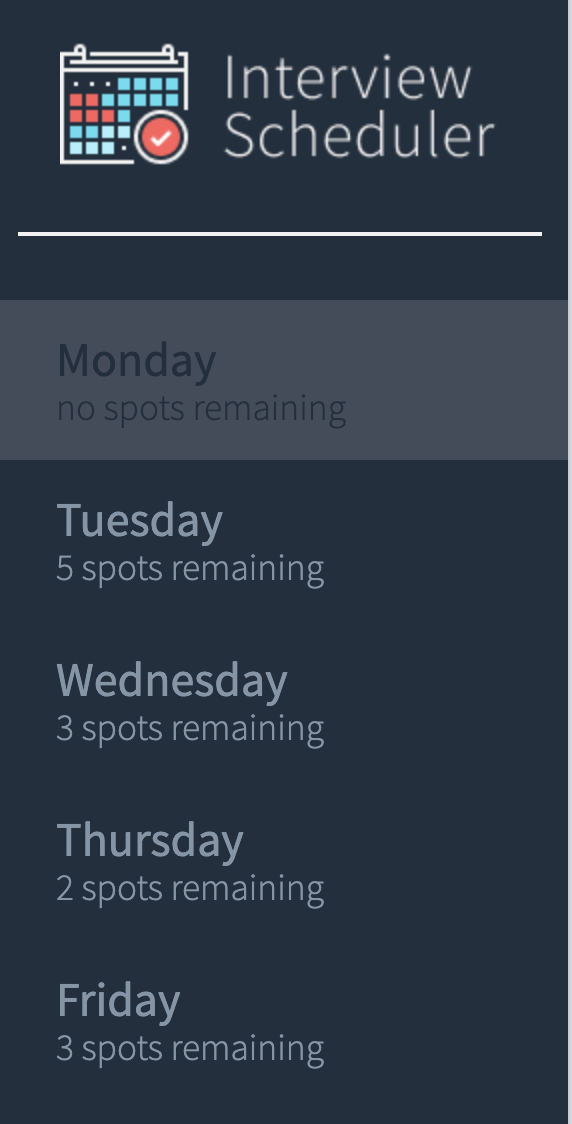 Interview
Scheduler
Monday
no spots remaining
Tuesday
5 spots remaining
Wednesday
3 spots remaining
Thursday
2 spots remaining
Friday
3 spots remaining